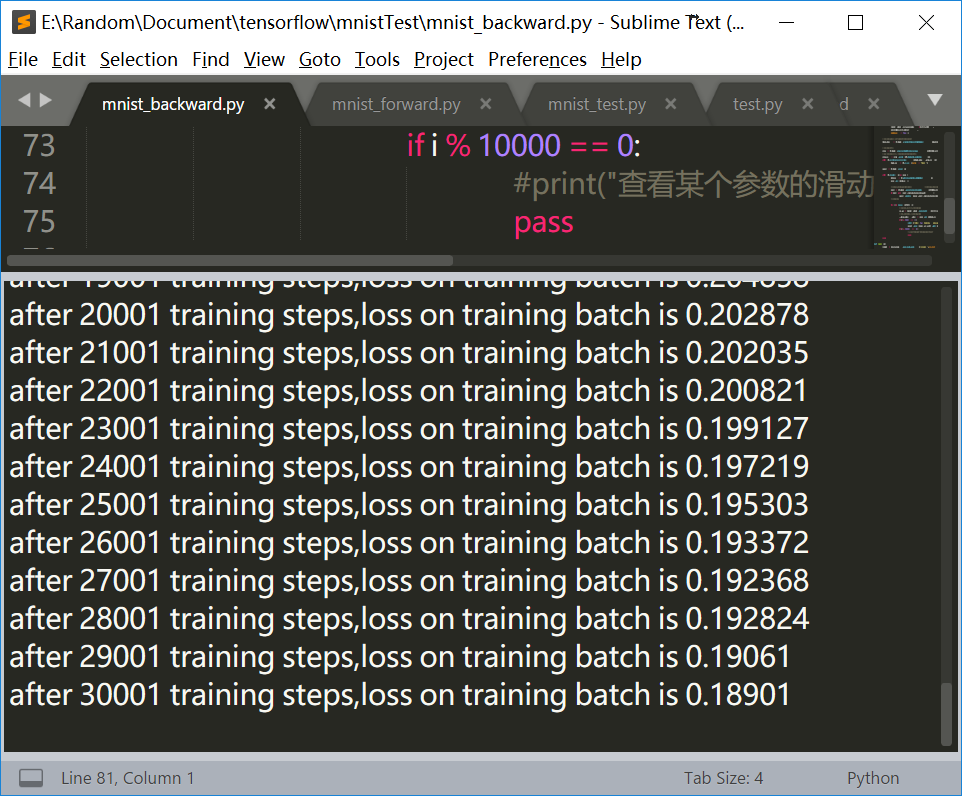 E:\Random\Document\tensorflow\mnistTest\mnist_backward.py - Sublime Text (...
File Edit Selection Find View Goto Tools Project Preferences Help
mnist_backward.py mnist_forward.py mnist_test.py test.py d
73 if i % 10000 == 0:
74 #print("查看某个参数的滑动
75 pass
after 19001 training steps,loss on training batch is
after 20001 training steps,loss on training batch is 0.202878
after 21001 training steps,loss on training batch is 0.202035
after 22001 training steps,loss on training batch is 0.200821
after 23001 training steps,loss on training batch is 0.199127
after 24001 training steps,loss on training batch is 0.197219
after 25001 training steps,loss on training batch is 0.195303
after 26001 training steps,loss on training batch is 0.193372
after 27001 training steps,loss on training batch is 0.192368
after 28001 training steps,loss on training batch is 0.192824
after 29001 training steps,loss on training batch is 0.19061
after 30001 training steps,loss on training batch is 0.18901
Line 81, Column 1 Tab Size: 4 Python